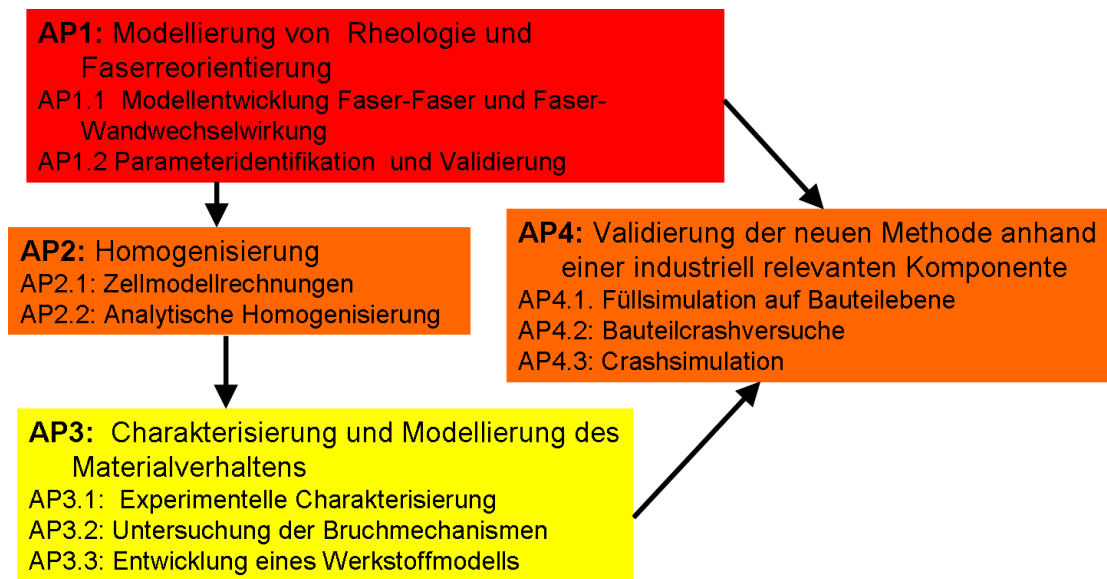 AP1: Modellierung von Rheologie und
Faserreorientierung
AP1.1 Modellentwicklung Faser-Faser und Faser-
Wandwechselwirkung
AP1.2 Parameteridentifikation und Validierung
AP2: Homogenisierung
AP2.1: Zellmodellrechnungen
AP2.2: Analytische Homogenisierung
AP4: Validierung der neuen Methode anhand
einer industriell relevanten Komponente
AP4.1. Füllsimulation auf Bauteilebene
AP4.2: Bauteilcrashversuche
AP4.3: Crashsimulation
AP3: Charakterisierung und Modellierung des
Materialverhaltens
AP3.1: Experimentelle Charakterisierung
AP3.2: Untersuchung der Bruchmechanismen
AP3.3: Entwicklung eines Werkstoffmodells